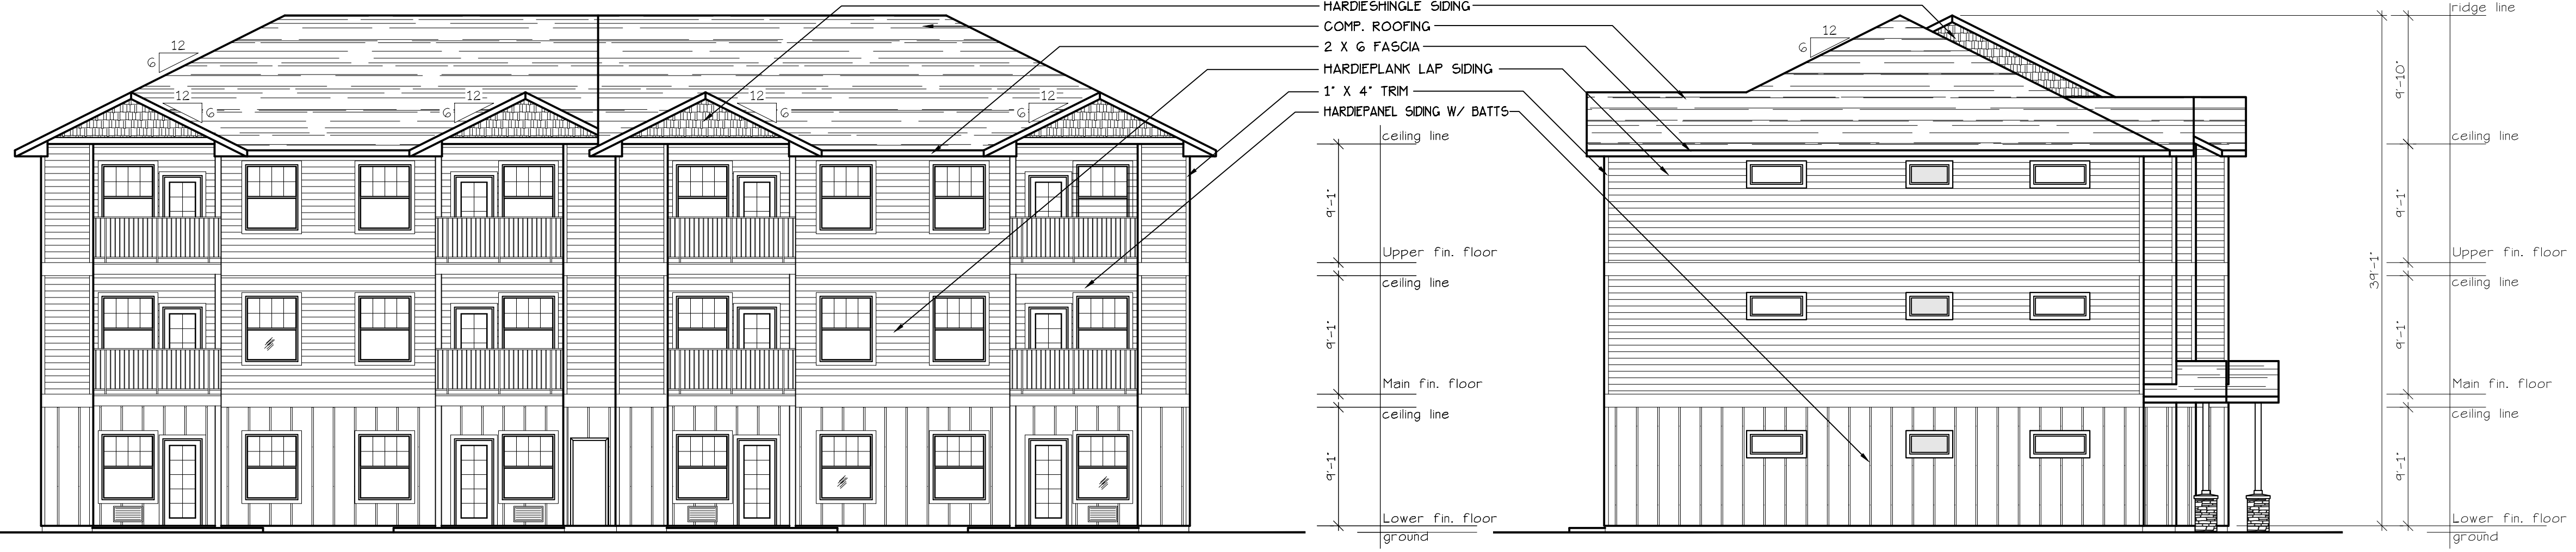 HARDIESHINGLE SIDING
COMP. ROOFING
2 X 6 FASCIA
HARDIEPLANK LAP SIDING
1" X 4" TRIM
HARDIEPANEL SIDING W/ BATTS
12
6
12
6
12
6
12
6
12
6
ceiling line
9'-1"
Upper fin. floor
ceiling line
9'-1"
Main fin. floor
ceiling line
9'-1"
Lower fin. floor
ground
12
6
39'-1"
ridge line
9'-10"
ceiling line
9'-1"
Upper fin. floor
ceiling line
9'-1"
Main fin. floor
ceiling line
9'-1"
Lower fin. floor
ground